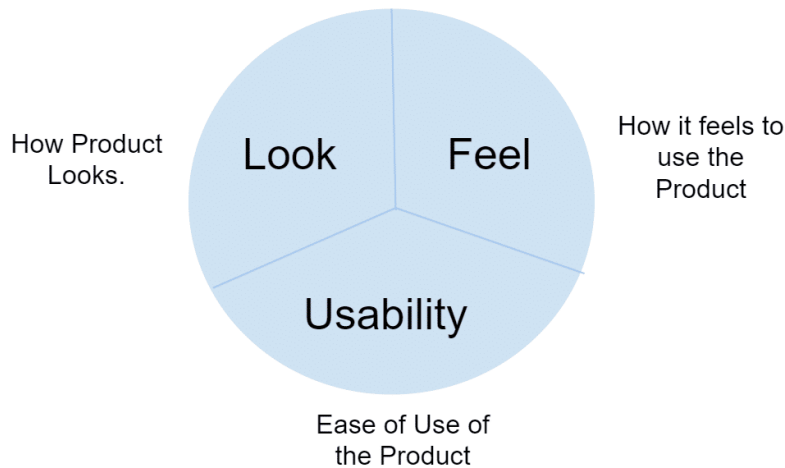 How Product
Looks.
Look
Feel
How it feels to
use the
Product
Usability
Ease of Use of
the Product